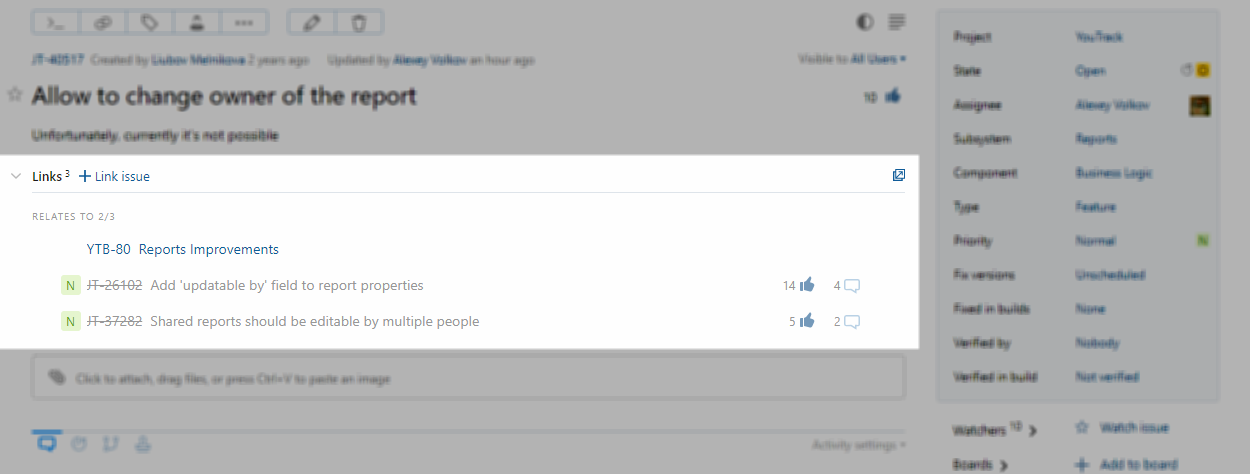 JT-40517 Created by Liubov Melnikova 2 years ago Updated by Alexey Volkov an hour ago Visible to All Users
Allow to change owner of the report 10
Unfortunately, currently it's not possible
Links 3 + Link issue
RELATES TO 2/3
YTB-80 Reports Improvements
N JT-26102 Add 'updatable by' field to report properties 14 4
N JT-37282 Shared reports should be editable by multiple people 5 2
Click to attach, drag files, or press Ctrl+V to paste an image
Activity settings
Project YouTrack
State Open
Assignee Alexey Volkov
Subsystem Reports
Component Business Logic
Type Feature
Priority Normal N
Fix versions Unscheduled
Fixed in builds None
Verified by Nobody
Verified in build Not verified
Watchers 10 Watch issue
Boards + Add to board